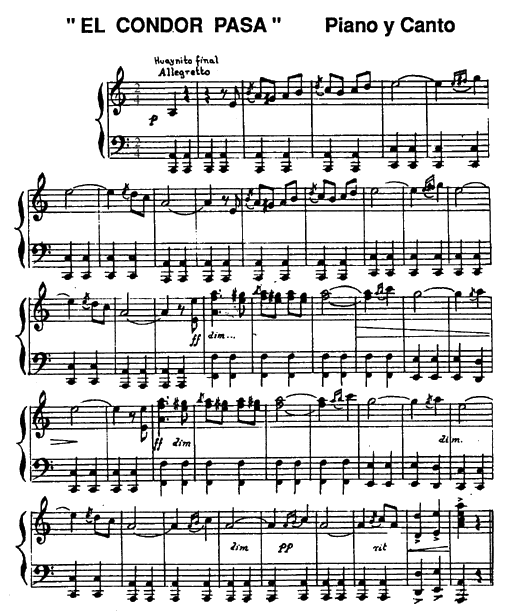 " EL CONDOR PASA " Piano y Canto
Huaynito final
Allegretto
p
ff dim...
ff dim.
dim.
dim pp rit